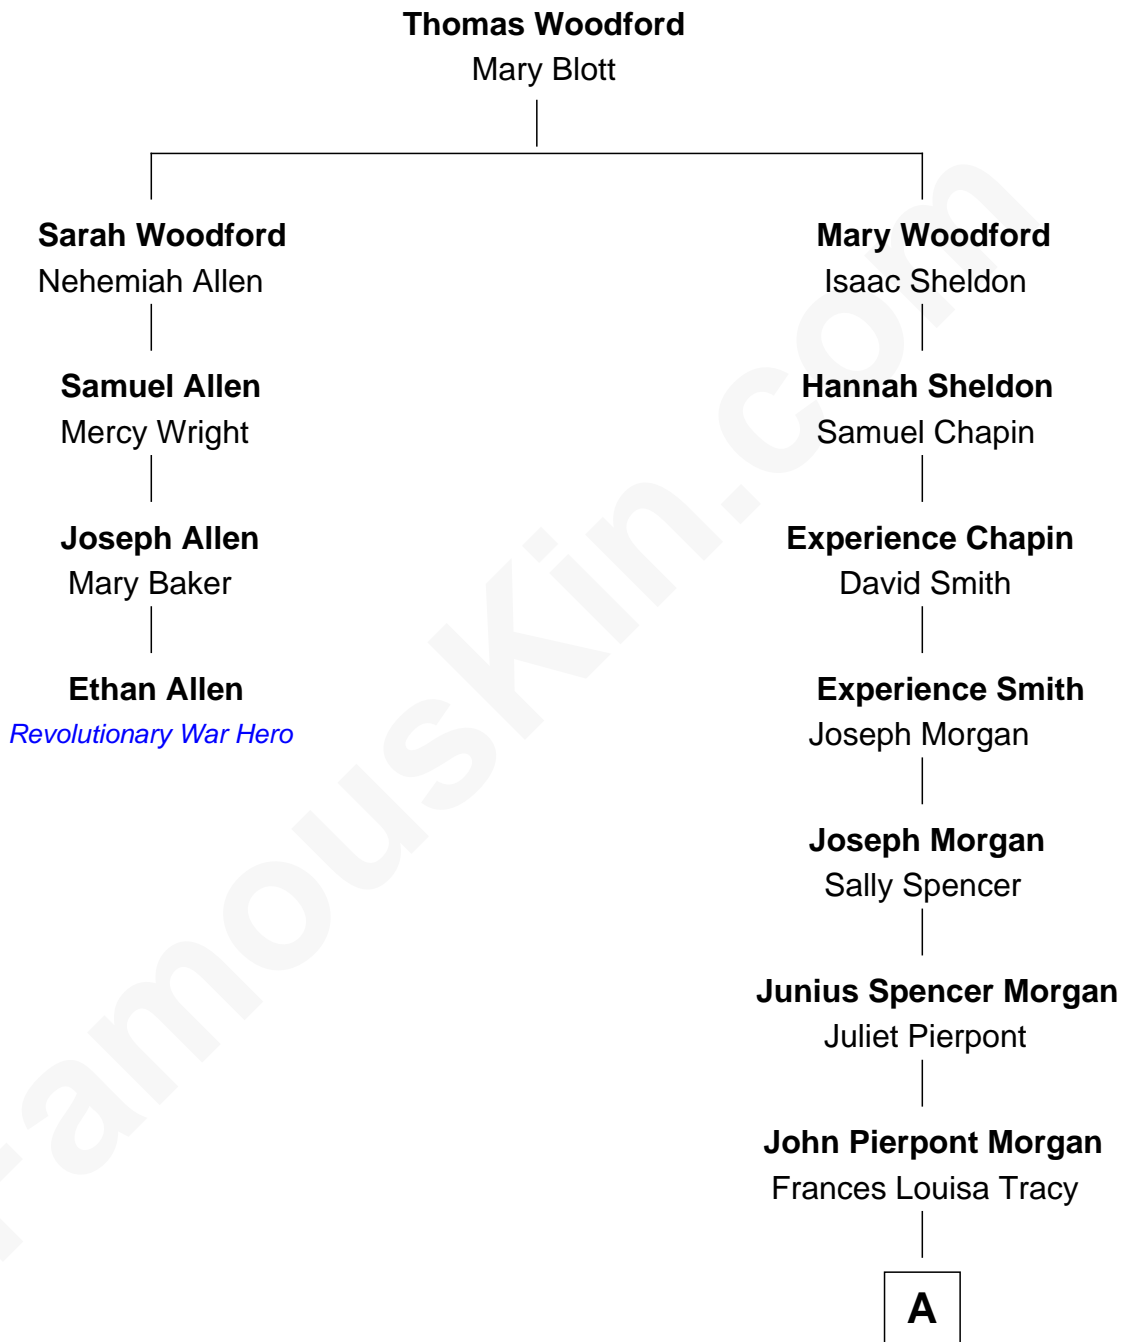 Thomas Woodford
Mary Blott
Sarah Woodford
Nehemiah Allen
Mary Woodford
Isaac Sheldon
Samuel Allen
Mercy Wright
Hannah Sheldon
Samuel Chapin
Joseph Allen
Mary Baker
Experience Chapin
David Smith
Ethan Allen
Revolutionary War Hero
Experience Smith
Joseph Morgan
Joseph Morgan
Sally Spencer
Junius Spencer Morgan
Juliet Pierpont
John Pierpont Morgan
Frances Louisa Tracy
A
FamousKin.com